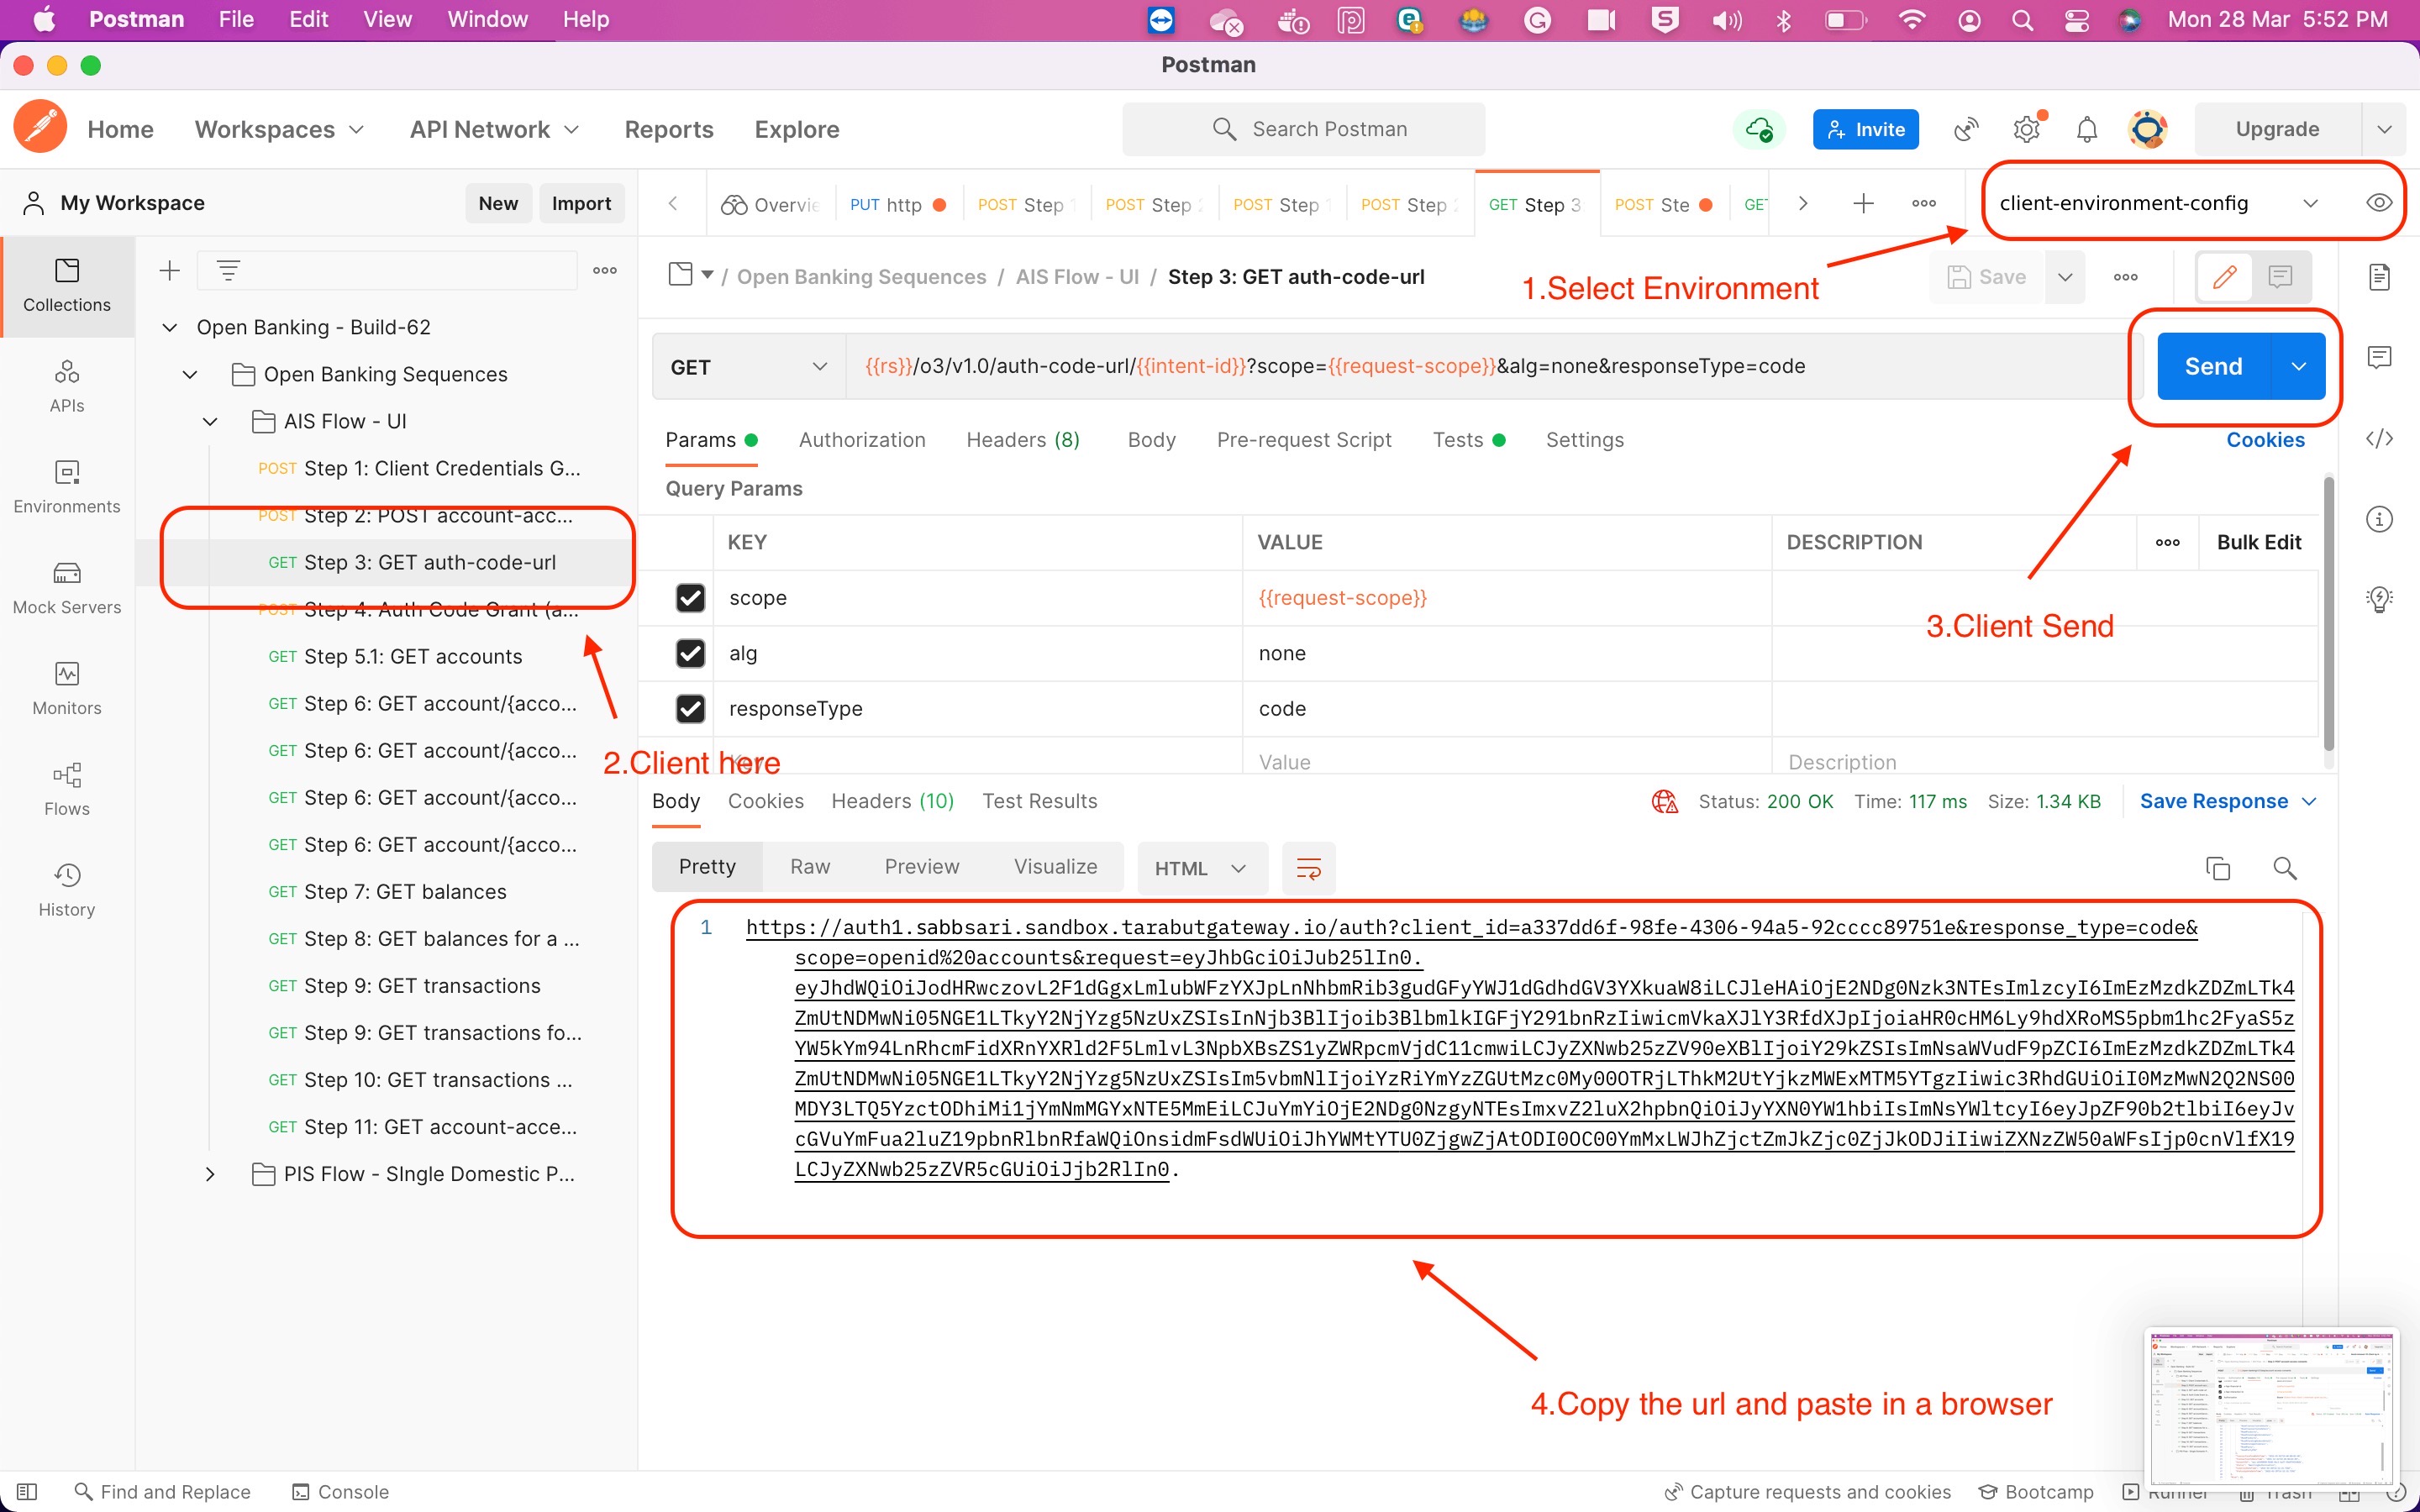 Postman File Edit View Window Help Mon 28 Mar 5:52 PM
Postman
Home Workspaces API Network Reports Explore Search Postman Invite Upgrade
My Workspace New Import
Overvie PUT http POST Step POST Step POST Step POST Step GET Step 3 POST Ste GET client-environment-config
/ Open Banking Sequences / AIS Flow - UI / Step 3: GET auth-code-url Save
1.Select Environment
Collections
APIs
Environments
Mock Servers
Monitors
Flows
History
Open Banking - Build-62
Open Banking Sequences
AIS Flow - UI
POST Step 1: Client Credentials G...
POST Step 2: POST account-acc...
GET Step 3: GET auth-code-url
POST Step 4: Auth Code Grant (a...
GET Step 5.1: GET accounts
GET Step 6: GET account/{acco...
GET Step 6: GET account/{acco...
GET Step 6: GET account/{acco...
GET Step 6: GET account/{acco...
GET Step 7: GET balances
GET Step 8: GET balances for a ...
GET Step 9: GET transactions
GET Step 9: GET transactions fo...
GET Step 10: GET transactions ...
GET Step 11: GET account-acce...
PIS Flow - SIngle Domestic P...
2.Client here
GET {{rs}}/o3/v1.0/auth-code-url/{{intent-id}}?scope={{request-scope}}&alg=none&responseType=code Send
Params Authorization Headers (8) Body Pre-request Script Tests Settings Cookies
Query Params
KEY VALUE DESCRIPTION Bulk Edit
scope {{request-scope}}
alg none
responseType code
Key Value Description
3.Client Send
Body Cookies Headers (10) Test Results Status: 200 OK Time: 117 ms Size: 1.34 KB Save Response
Pretty Raw Preview Visualize HTML
1 https://auth1.sabbsari.sandbox.tarabutgateway.io/auth?client_id=a337dd6f-98fe-4306-94a5-92cccc89751e&response_type=code&
scope=openid%20accounts&request=eyJhbGciOiJub25lIn0.
eyJhdWQiOiJodHRwczovL2F1dGgxLmlubWFzYXJpLnNhbmRib3gudGFyYWJ1dGdhdGV3YXkuaW8iLCJleHAiOjE2NDg0Nzk3NTEsImlzcyI6ImEzMzdkZDZmLTk4
ZmUtNDMwNi05NGE1LTkyY2NjYzg5NzUxZSIsInNjb3BlIjoib3BlbmlkIGFjY291bnRzIiwicmVkaXJlY3RfdXJpIjoiaHR0cHM6Ly9hdXRoMS5pbm1hc2FyaS5z
YW5kYm94LnRhcmFidXRnYXRld2F5LmlvL3NpbXBsZS1yZWRpcmVjdC11cmwiLCJyZXNwb25zZV90eXBlIjoiY29kZSIsImNsaWVudF9pZCI6ImEzMzdkZDZmLTk4
ZmUtNDMwNi05NGE1LTkyY2NjYzg5NzUxZSIsIm5vbmNlIjoiYzRiYmYzZGUtMzc0My00OTRjLThkM2UtYjkzMWExMTM5YTgzIiwic3RhdGUiOiI0MzMwN2Q2NS00
MDY3LTQ5YzctODhiMi1jYmNmMGYxNTE5MmEiLCJuYmYiOjE2NDg0NzgyNTEsImxvZ2luX2hpbnQiOiJyYXN0YW1hbiIsImNsYWltcyI6eyJpZF90b2tlbiI6eyJv
cGVuYmFua2luZ19pbnRlbnRfaWQiOnsidmFsdWUiOiJhYWMtYTU0ZjgwZjAtODI0OC00YmMxLWJhZjctZmJkZjc0ZjJkODJiIiwiZXNzZW50aWFsIjp0cnVlfX19
LCJyZXNwb25zZVR5cGUiOiJjb2RlIn0.
4.Copy the url and paste in a browser
Find and Replace Console Capture requests and cookies Bootcamp Runner Trash